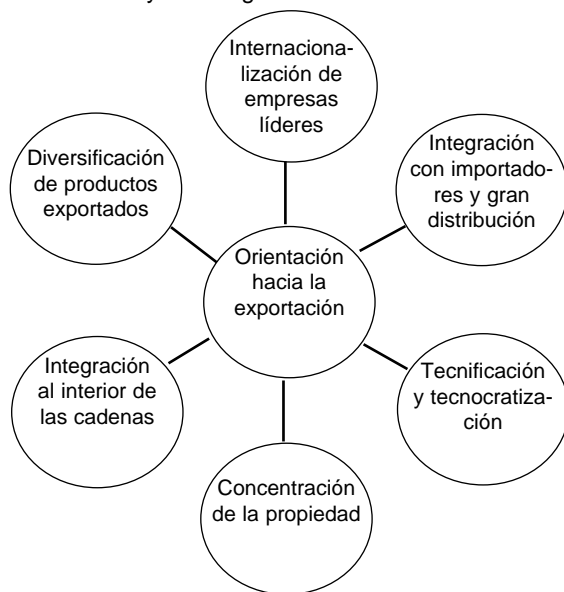 Internaciona-
lización de
empresas
líderes
Integración
con importado-
res y gran
distribución
Diversificación
de productos
exportados
Orientación
hacia la
exportación
Integración
al interior de
las cadenas
Tecnificación
y tecnocratiza-
ción
Concentración
de la propiedad